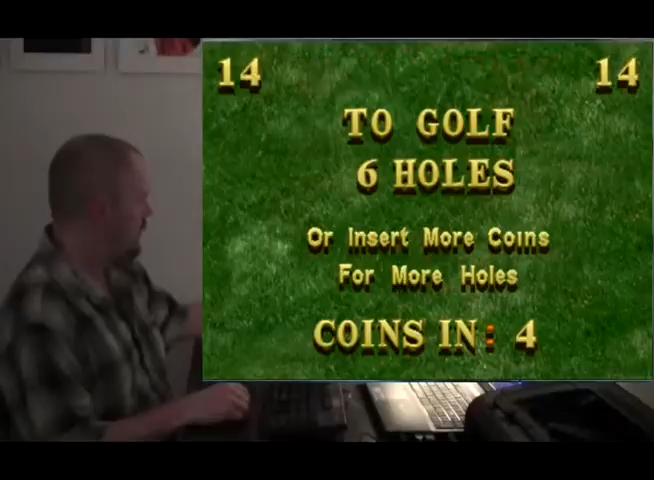 14 14
TO GOLF
6 HOLES
Or Insert More Coins
For More Holes
COINS IN: 4